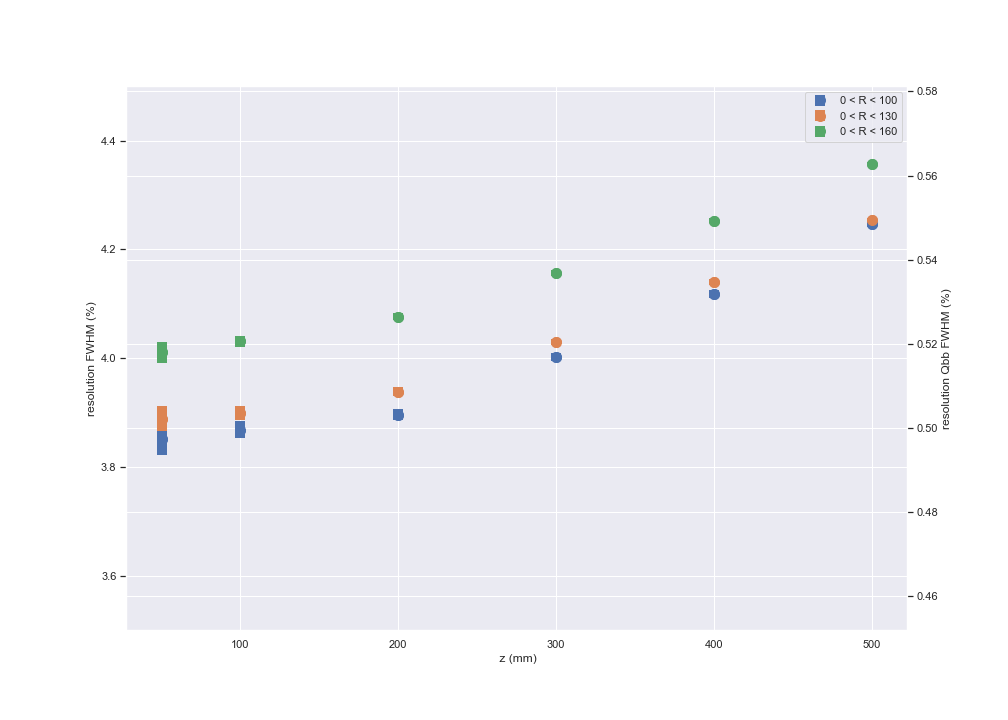 0 < R < 100
0 < R < 130
0 < R < 160
4.4
4.2
4.0
3.8
3.6
resolution FWHM (%)
0.58
0.56
0.54
0.52
0.50
0.48
0.46
resolution Qbb FWHM (%)
100 200 300 400 500
z (mm)